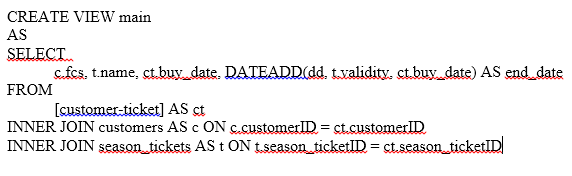 CREATE VIEW main
AS
SELECT
c.fcs, t.name, ct.buy_date, DATEADD(dd, t.validity, ct.buy_date) AS end_date
FROM
[customer-ticket] AS ct
INNER JOIN customers AS c ON c.customerID = ct.customerID
INNER JOIN season_tickets AS t ON t.season_ticketID = ct.season_ticketID